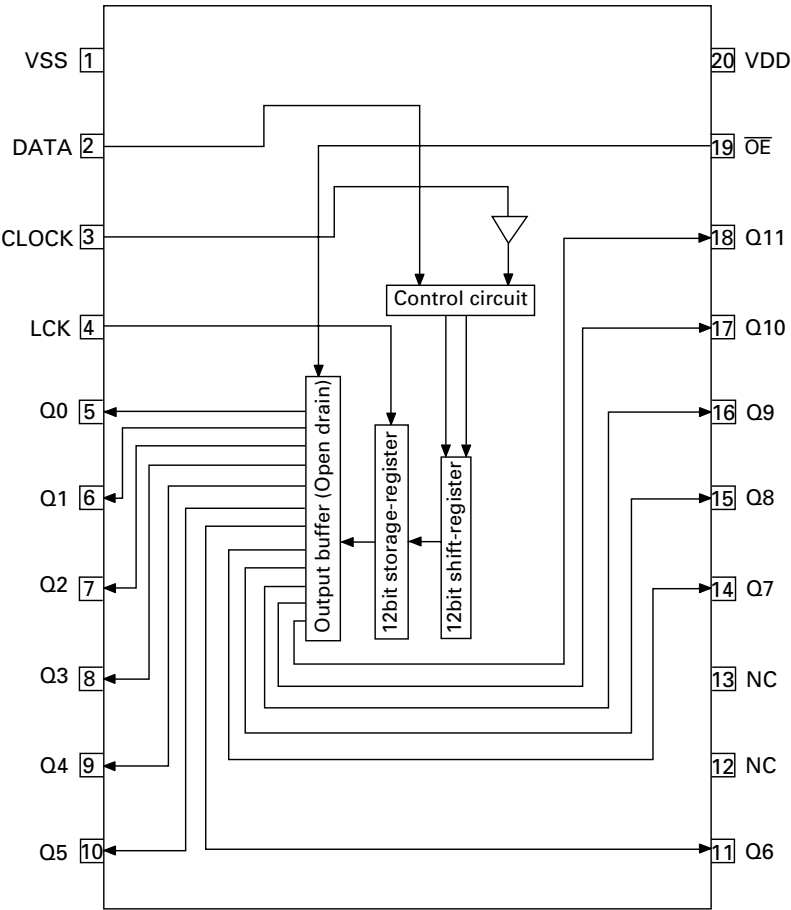 VSS 1
20 VDD
DATA 2
19 O̅E̅
CLOCK 3
18 Q11
Control circuit
LCK 4
17 Q10
Q0 5
16 Q9
Output buffer (Open drain)
12bit storage-register
12bit shift-register
Q1 6
15 Q8
Q2 7
14 Q7
Q3 8
13 NC
Q4 9
12 NC
Q5 10
11 Q6